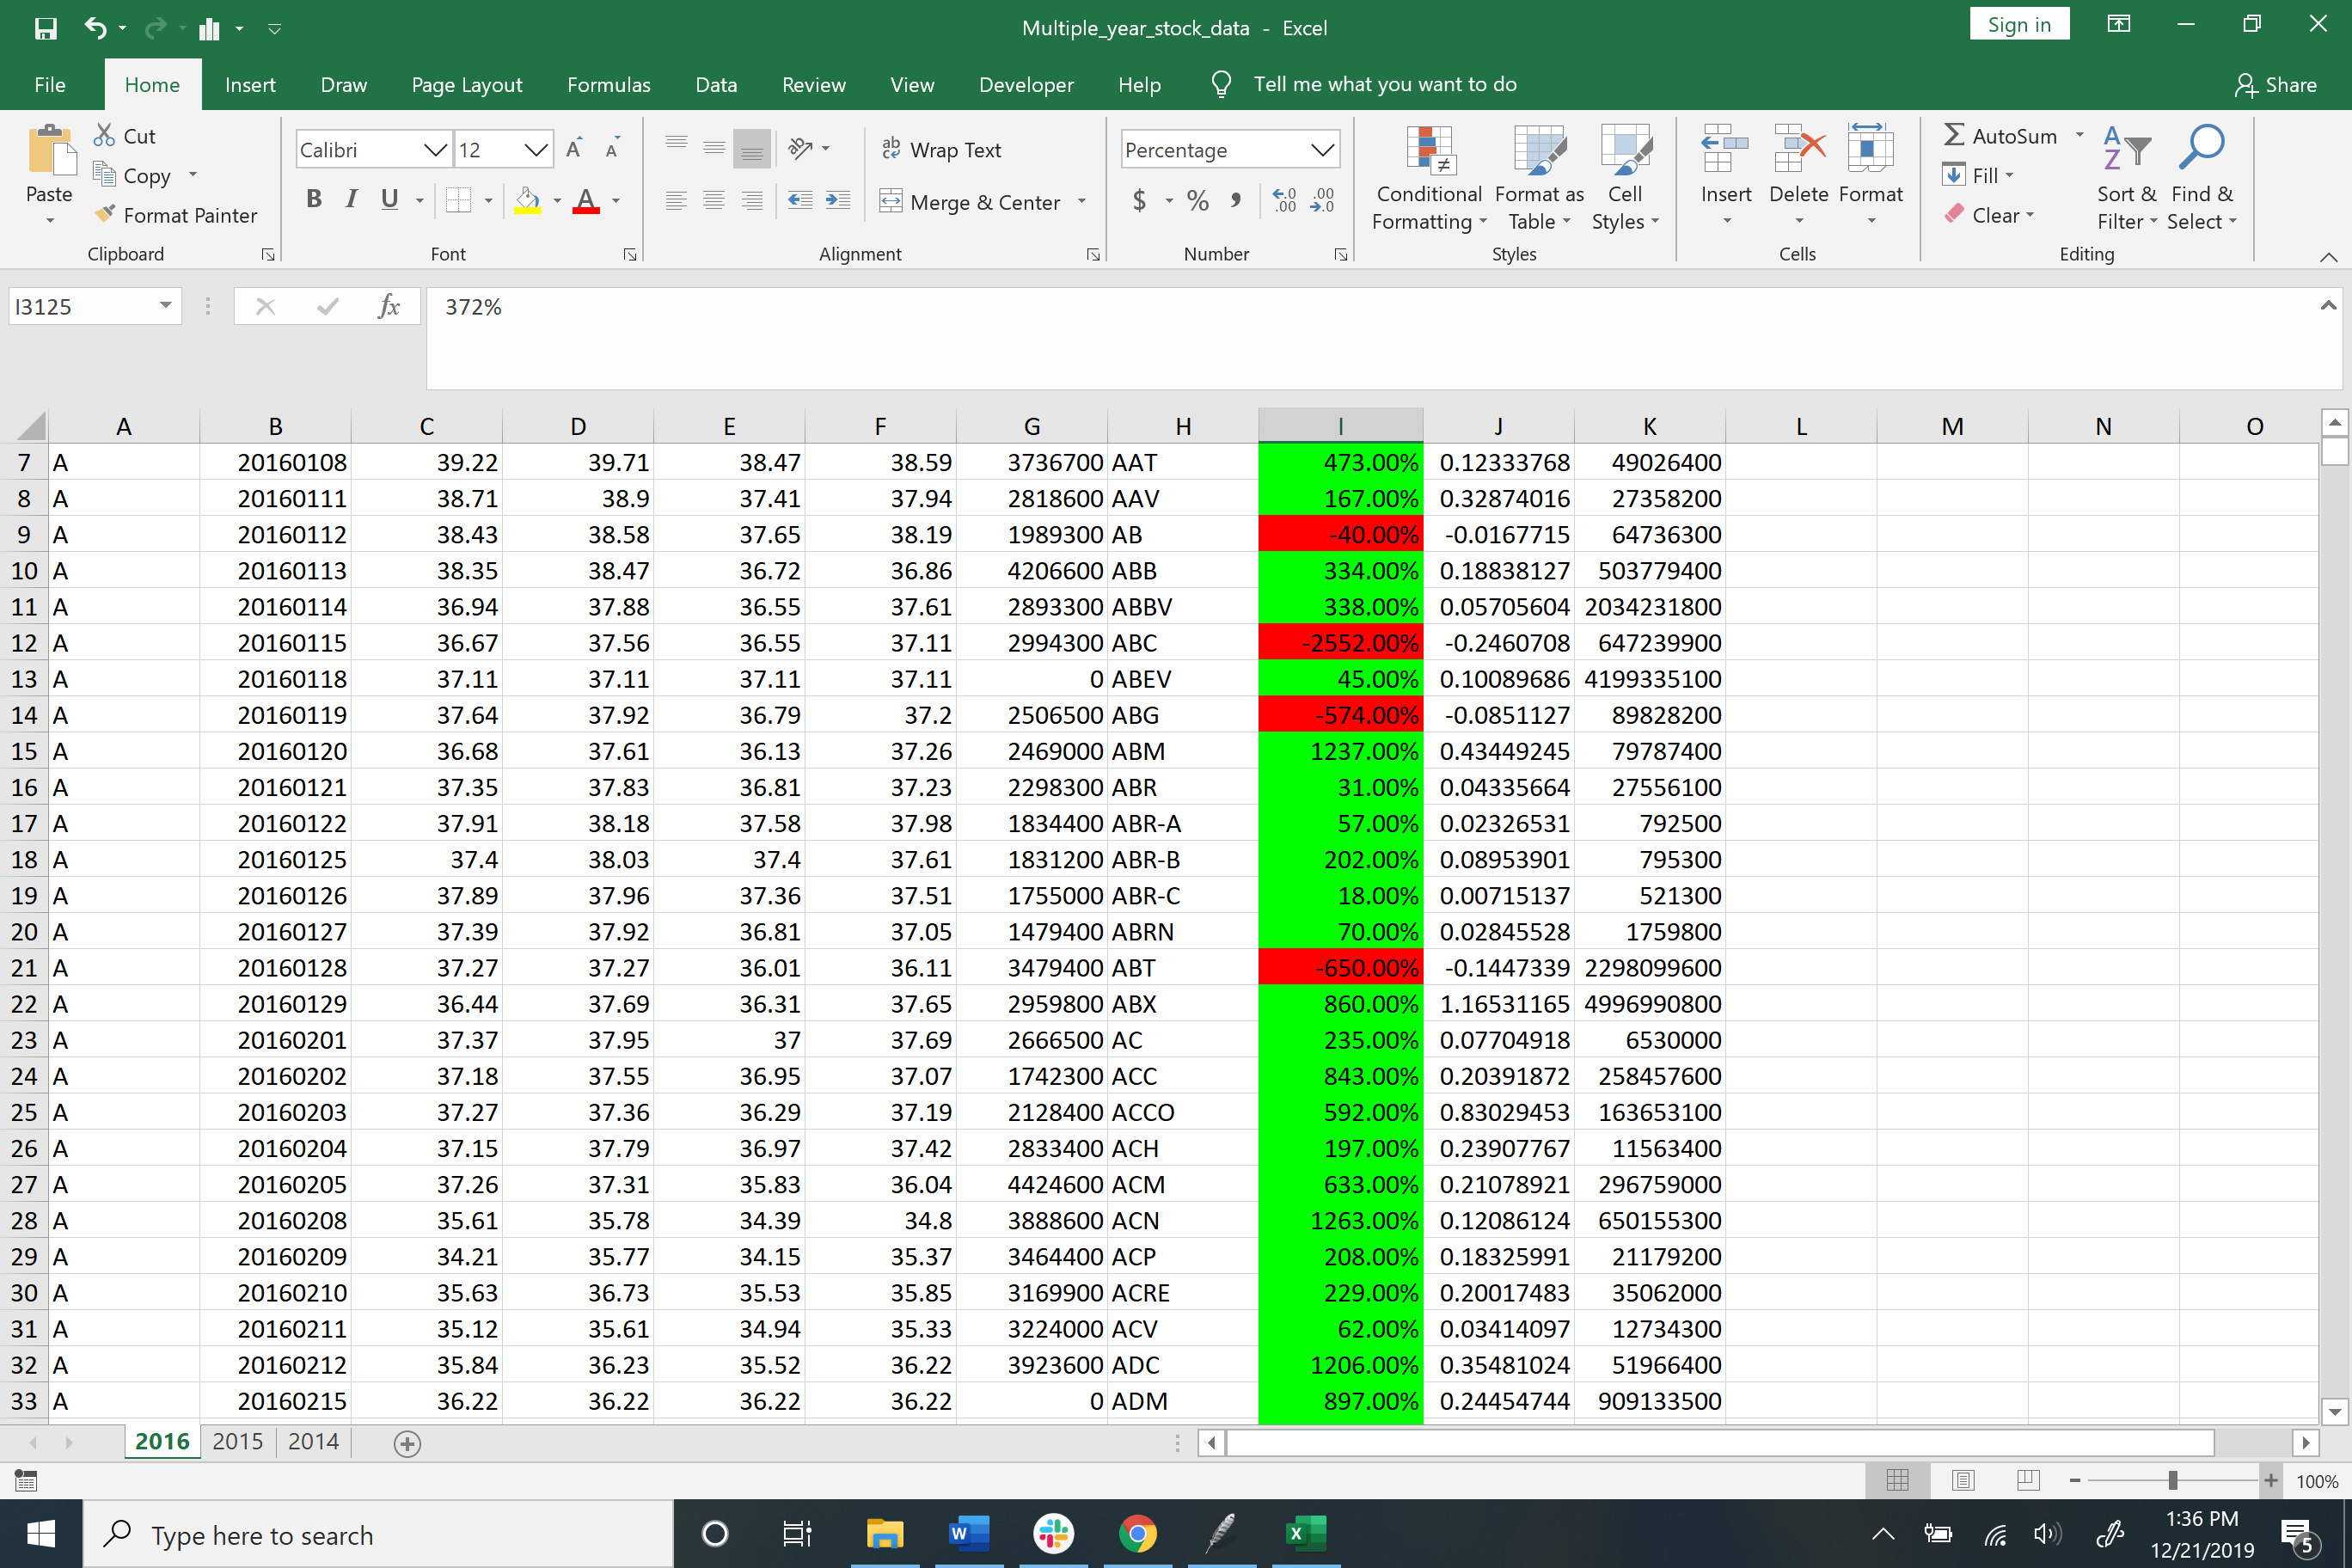 Multiple_year_stock_data - Excel
Sign in
File Home Insert Draw Page Layout Formulas Data Review View Developer Help Tell me what you want to do Share
Paste
Cut
Copy
Format Painter
Clipboard
Calibri 12
B I U A
Font
Wrap Text
Merge & Center
Alignment
Percentage
$ % ,
Number
Conditional Formatting
Format as Table
Cell Styles
Styles
Insert Delete Format
Cells
AutoSum
Fill
Clear
Sort & Filter
Find & Select
Editing
I3125 fx 372%
A B C D E F G H I J K L M N O
7 A 20160108 39.22 39.71 38.47 38.59 3736700 AAT 473.00% 0.12333768 49026400
8 A 20160111 38.71 38.9 37.41 37.94 2818600 AAV 167.00% 0.32874016 27358200
9 A 20160112 38.43 38.58 37.65 38.19 1989300 AB -40.00% -0.0167715 64736300
10 A 20160113 38.35 38.47 36.72 36.86 4206600 ABB 334.00% 0.18838127 503779400
11 A 20160114 36.94 37.88 36.55 37.61 2893300 ABBV 338.00% 0.05705604 2034231800
12 A 20160115 36.67 37.56 36.55 37.11 2994300 ABC -2552.00% -0.2460708 647239900
13 A 20160118 37.11 37.11 37.11 37.11 0 ABEV 45.00% 0.10089686 4199335100
14 A 20160119 37.64 37.92 36.79 37.2 2506500 ABG -574.00% -0.0851127 89828200
15 A 20160120 36.68 37.61 36.13 37.26 2469000 ABM 1237.00% 0.43449245 79787400
16 A 20160121 37.35 37.83 36.81 37.23 2298300 ABR 31.00% 0.04335664 27556100
17 A 20160122 37.91 38.18 37.58 37.98 1834400 ABR-A 57.00% 0.02326531 792500
18 A 20160125 37.4 38.03 37.4 37.61 1831200 ABR-B 202.00% 0.08953901 795300
19 A 20160126 37.89 37.96 37.36 37.51 1755000 ABR-C 18.00% 0.00715137 521300
20 A 20160127 37.39 37.92 36.81 37.05 1479400 ABRN 70.00% 0.02845528 1759800
21 A 20160128 37.27 37.27 36.01 36.11 3479400 ABT -650.00% -0.1447339 2298099600
22 A 20160129 36.44 37.69 36.31 37.65 2959800 ABX 860.00% 1.16531165 4996990800
23 A 20160201 37.37 37.95 37 37.69 2666500 AC 235.00% 0.07704918 6530000
24 A 20160202 37.18 37.55 36.95 37.07 1742300 ACC 843.00% 0.20391872 258457600
25 A 20160203 37.27 37.36 36.29 37.19 2128400 ACCO 592.00% 0.83029453 163653100
26 A 20160204 37.15 37.79 36.97 37.42 2833400 ACH 197.00% 0.23907767 11563400
27 A 20160205 37.26 37.31 35.83 36.04 4424600 ACM 633.00% 0.21078921 296759000
28 A 20160208 35.61 35.78 34.39 34.8 3888600 ACN 1263.00% 0.12086124 650155300
29 A 20160209 34.21 35.77 34.15 35.37 3464400 ACP 208.00% 0.18325991 21179200
30 A 20160210 35.63 36.73 35.53 35.85 3169900 ACRE 229.00% 0.20017483 35062000
31 A 20160211 35.12 35.61 34.94 35.33 3224000 ACV 62.00% 0.03414097 12734300
32 A 20160212 35.84 36.23 35.52 36.22 3923600 ADC 1206.00% 0.35481024 51966400
33 A 20160215 36.22 36.22 36.22 36.22 0 ADM 897.00% 0.24454744 909133500
2016 2015 2014
100%
Type here to search
1:36 PM
12/21/2019
5